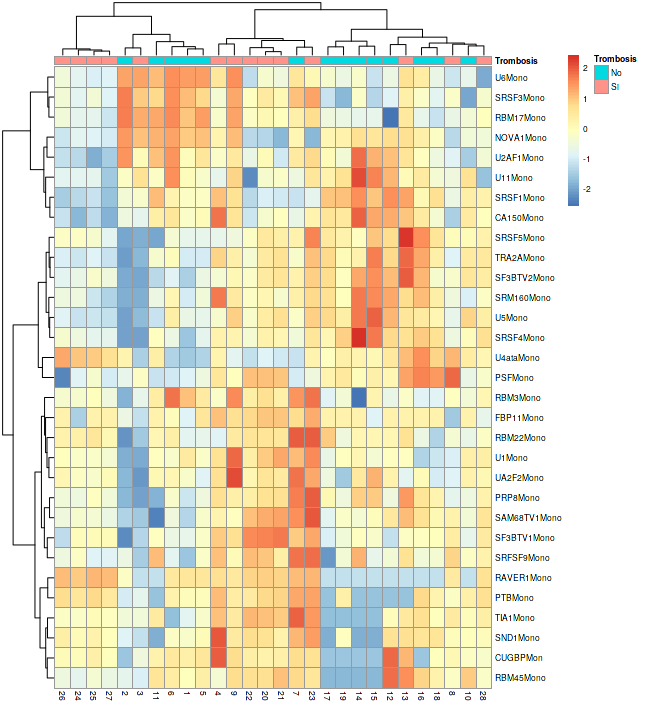 Trombosis
U6Mono
SRSF3Mono
RBM17Mono
NOVA1Mono
U2AF1Mono
U11Mono
SRSF1Mono
CA150Mono
SRSF5Mono
TRA2AMono
SF3BTV2Mono
SRM160Mono
U5Mono
SRSF4Mono
U4ataMono
PSFMono
RBM3Mono
FBP11Mono
RBM22Mono
U1Mono
UA2F2Mono
PRP8Mono
SAM68TV1Mono
SF3BTV1Mono
SRFSF9Mono
RAVER1Mono
PTBMono
TIA1Mono
SND1Mono
CUGBPMon
RBM45Mono
26 24 25 27 2 3 11 6 1 5 4 9 22 20 21 7 23 17 19 14 15 12 13 16 18 8 10 28
2
1
0
-1
-2
Trombosis
No
SI